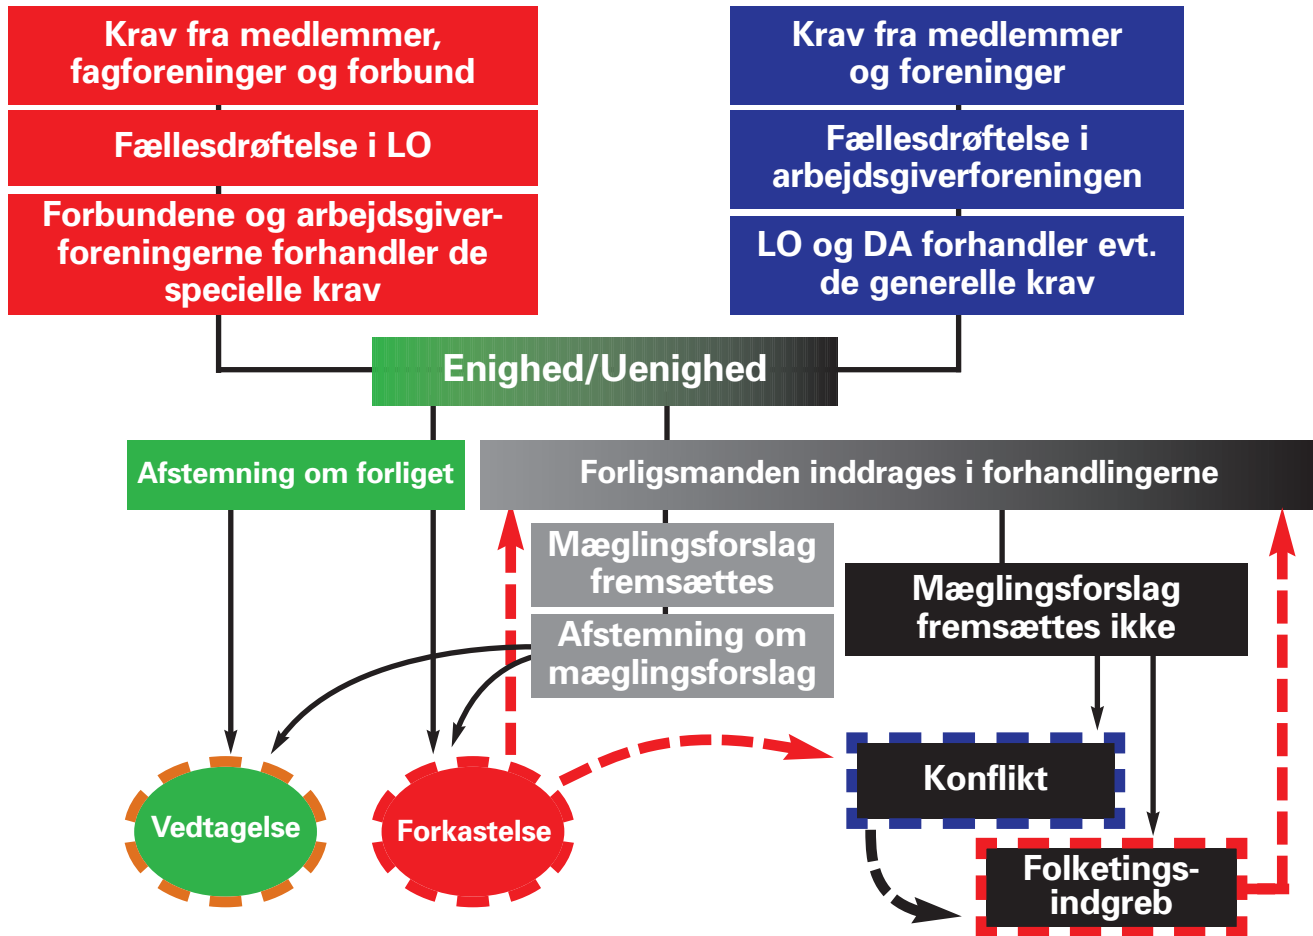 Krav fra medlemmer,
fagforeninger og forbund
Fællesdrøftelse i LO
Forbundene og arbejdsgiver-
foreningerne forhandler de
specielle krav
Krav fra medlemmer
og foreninger
Fællesdrøftelse i
arbejdsgiverforeningen
LO og DA forhandler evt.
de generelle krav
Enighed/Uenighed
Afstemning om forliget
Forligsmanden inddrages i forhandlingerne
Mæglingsforslag
fremsættes
Afstemning om
mæglingsforslag
Mæglingsforslag
fremsættes ikke
Vedtagelse
Forkastelse
Konflikt
Folketings-
indgreb